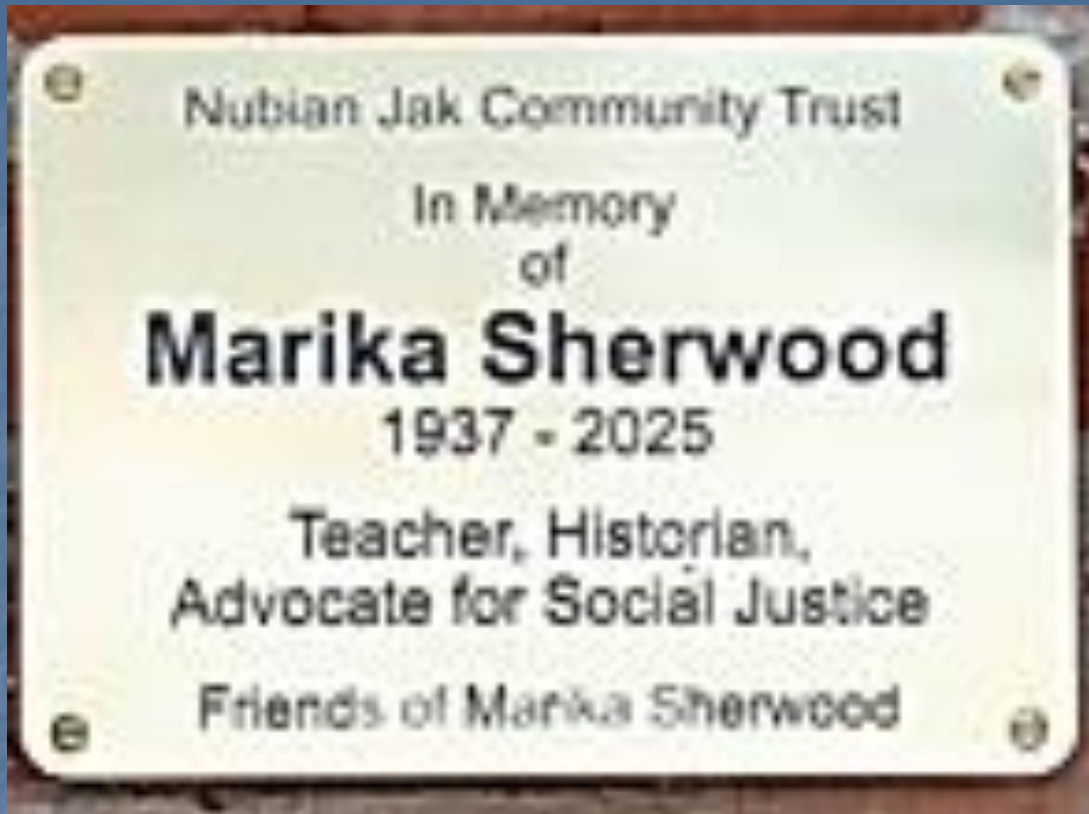 Nubian Jak Community Trust
In Memory
of
Marika Sherwood
1937 - 2025
Teacher, Historian,
Advocate for Social Justice
Friends of Marika Sherwood